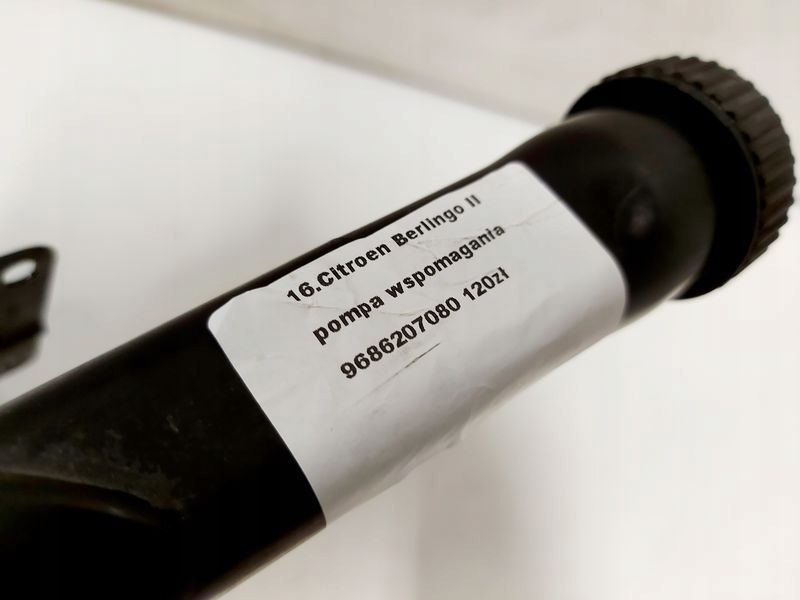 16.Citroen Berlingo II
pompa wspomagania
9686207080 120zł